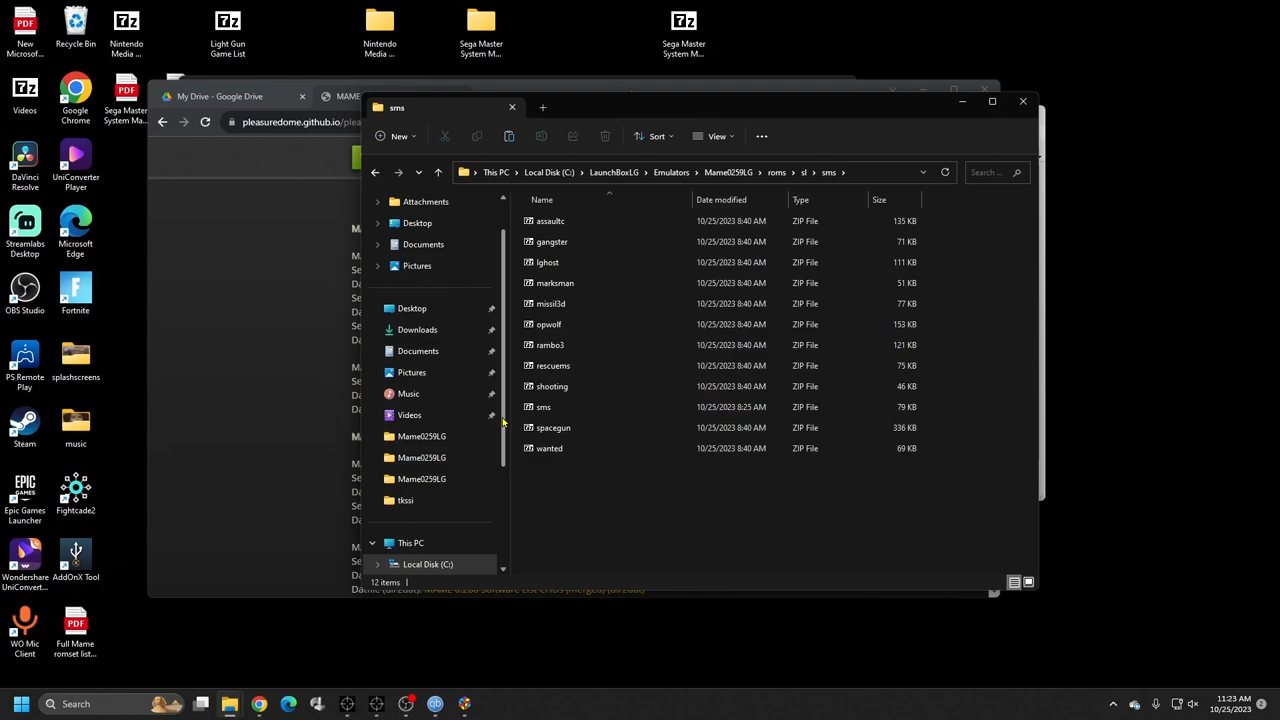 New Microsof...
Recycle Bin
Nintendo Media ...
Light Gun Game List
Nintendo Media ...
Sega Master System M...
Sega Master System M...
Videos
Google Chrome
Sega Master System Ma...
My Drive - Google Drive
MAME
pleasuredome.github.io/plea
sms
New
Sort
View
This PC
Local Disk (C:)
LaunchBoxLG
Emulators
Mame0259LG
roms
sl
sms
Search ...
Attachments
Desktop
Documents
Pictures
Desktop
Downloads
Documents
Pictures
Music
Videos
Mame0259LG
Mame0259LG
Mame0259LG
tkssi
This PC
Local Disk (C:)
Name Date modified Type Size
assaultc 10/25/2023 8:40 AM ZIP File 135 KB
gangster 10/25/2023 8:40 AM ZIP File 71 KB
lghost 10/25/2023 8:40 AM ZIP File 111 KB
marksman 10/25/2023 8:40 AM ZIP File 51 KB
missil3d 10/25/2023 8:40 AM ZIP File 77 KB
opwolf 10/25/2023 8:40 AM ZIP File 153 KB
rambo3 10/25/2023 8:40 AM ZIP File 121 KB
rescuems 10/25/2023 8:40 AM ZIP File 75 KB
shooting 10/25/2023 8:40 AM ZIP File 46 KB
sms 10/25/2023 8:25 AM ZIP File 79 KB
spacegun 10/25/2023 8:40 AM ZIP File 336 KB
wanted 10/25/2023 8:40 AM ZIP File 69 KB
12 items
DaVinci Resolve
UniConverter Player
Streamlabs Desktop
Microsoft Edge
OBS Studio
Fortnite
PS Remote Play
splashscreens
Steam
music
EPIC GAMES
Epic Games Launcher
Fightcade2
Wondershare UniConvert...
AddOnX Tool
WO Mic Client
Full Mame romset list...
Search
11:23 AM
10/25/2023